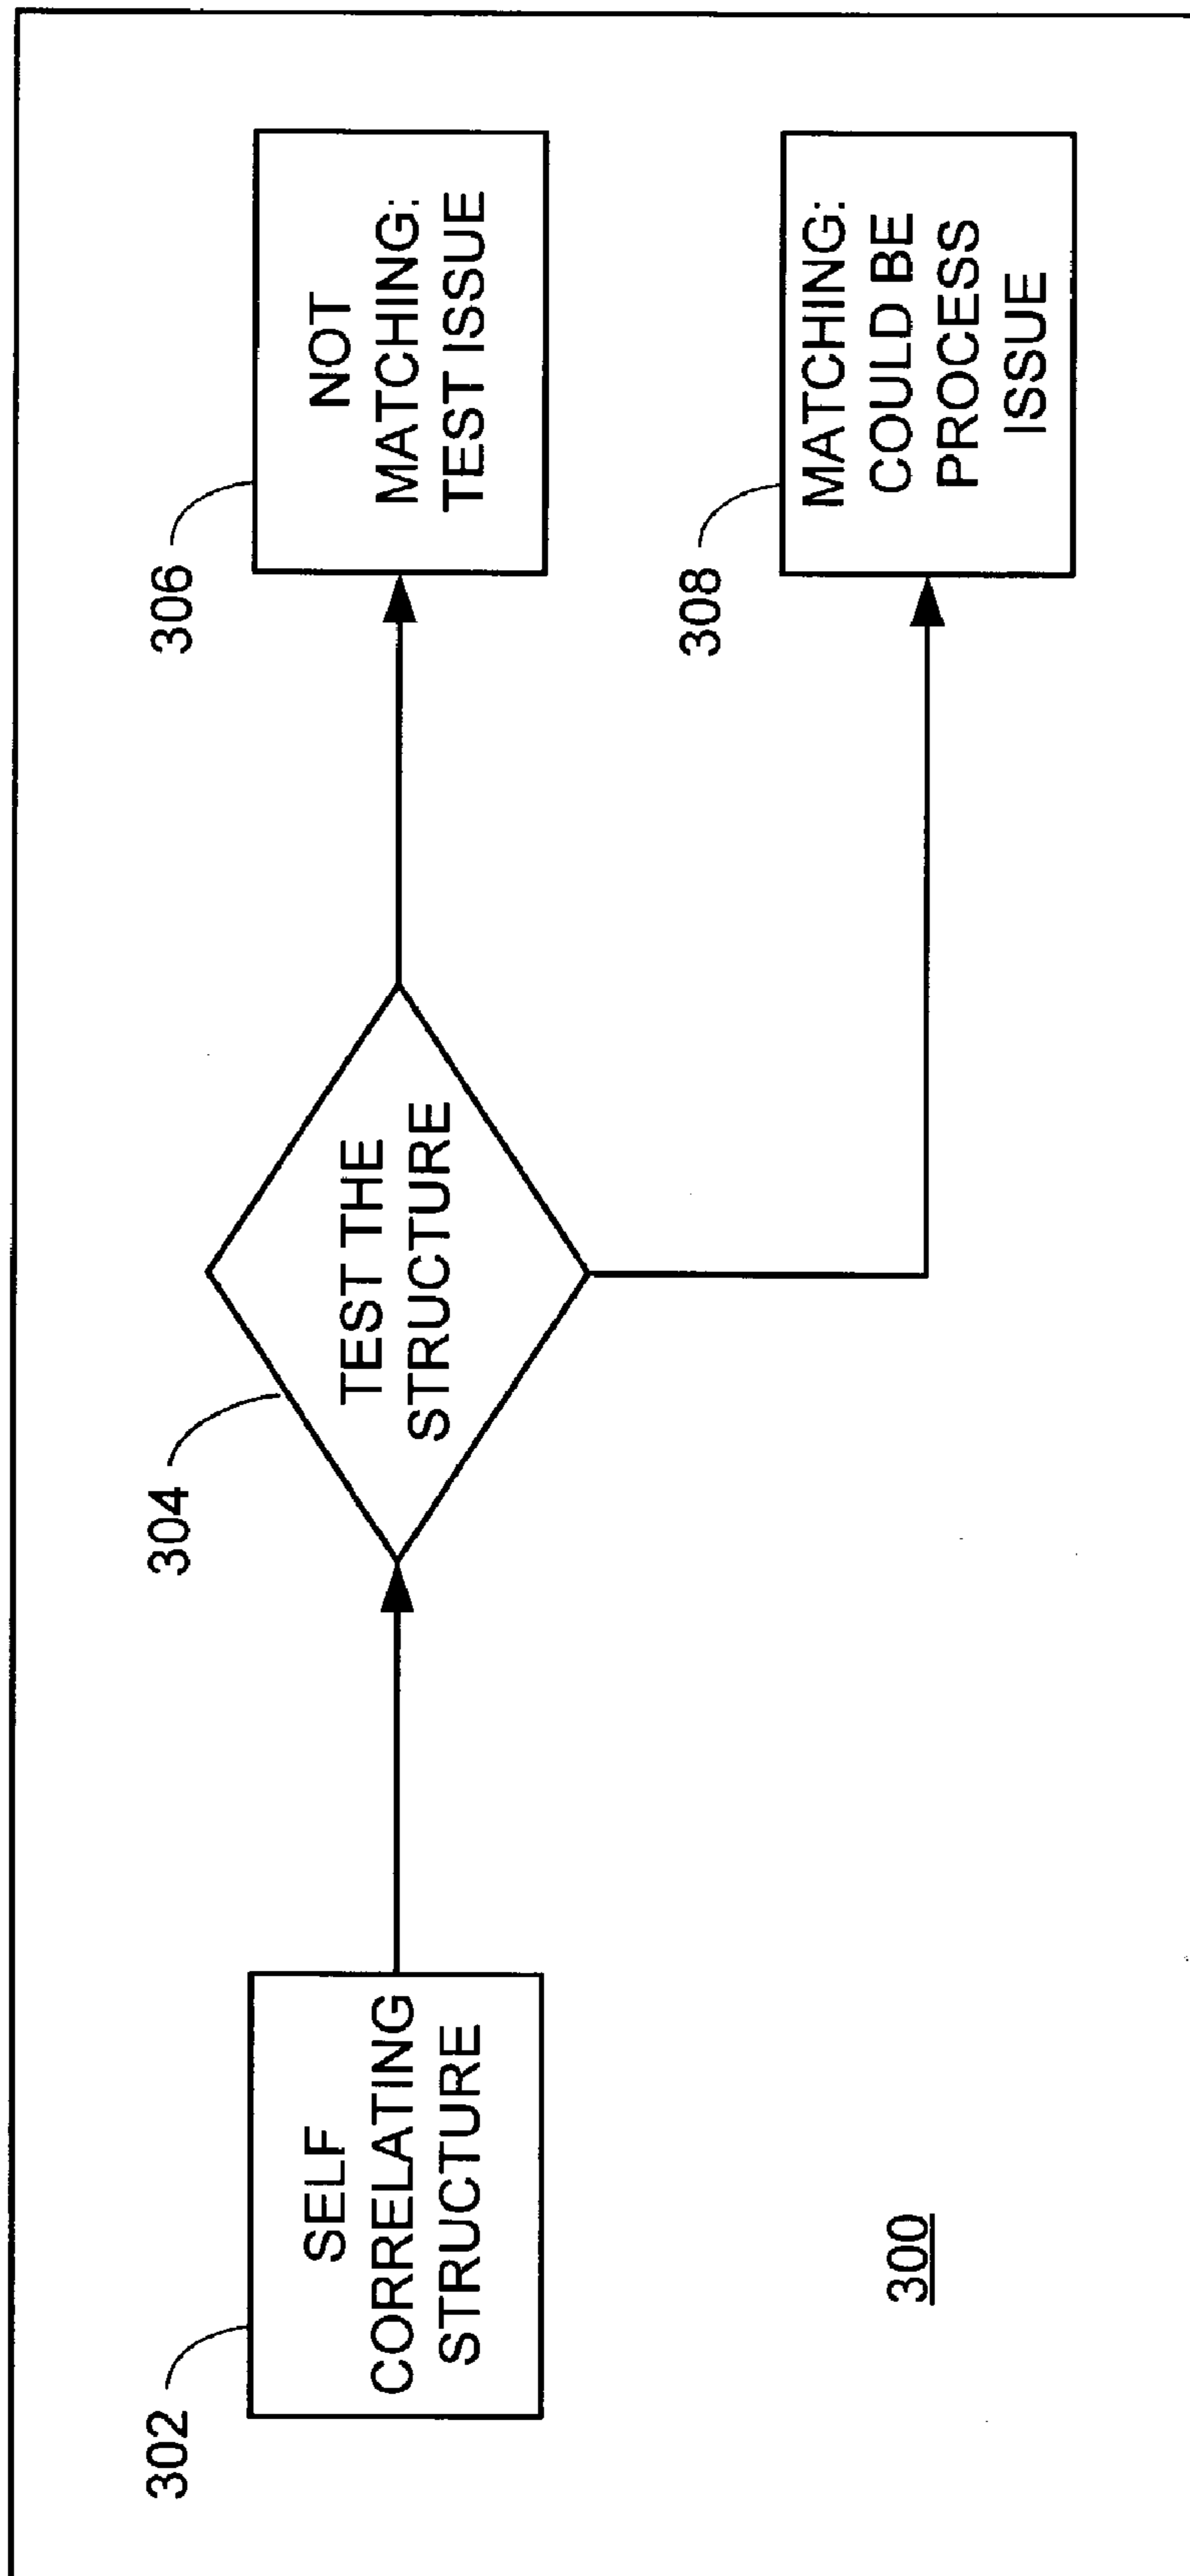 302
SELF
CORRELATING
STRUCTURE
304
TEST THE
STRUCTURE
306
NOT
MATCHING:
TEST ISSUE
308
MATCHING:
COULD BE
PROCESS
ISSUE
300